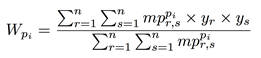 W_{p_i} = \frac{\sum_{r=1}^{n} \sum_{s=1}^{n} mp_{r,s}^{p_i} \times y_r \times y_s}{\sum_{r=1}^{n} \sum_{s=1}^{n} mp_{r,s}^{p_i}}